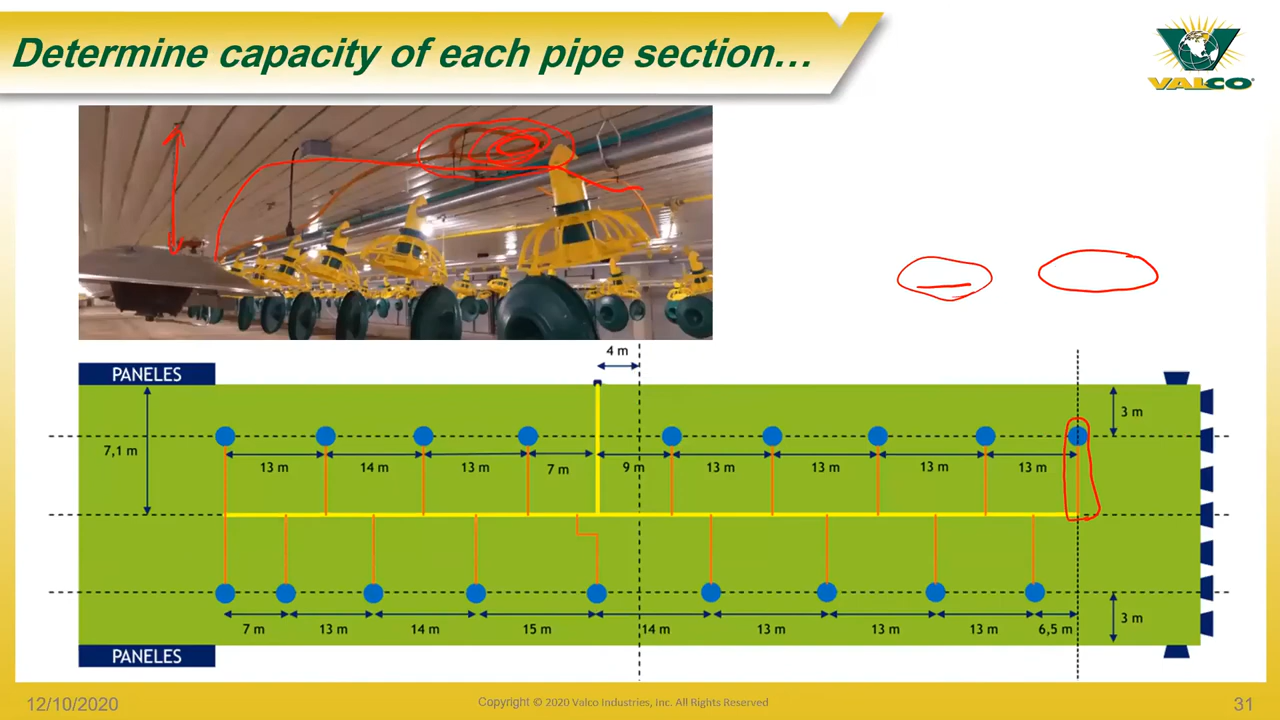 Determine capacity of each pipe section...
VALCO
4 m
PANELES
7,1 m
3 m
13 m 14 m 13 m 7 m 9 m 13 m 13 m 13 m 13 m
7 m 13 m 14 m 15 m 14 m 13 m 13 m 13 m 6,5 m
3 m
PANELES
12/10/2020 Copyright © 2020 Valco Industries, Inc. All Rights Reserved 31